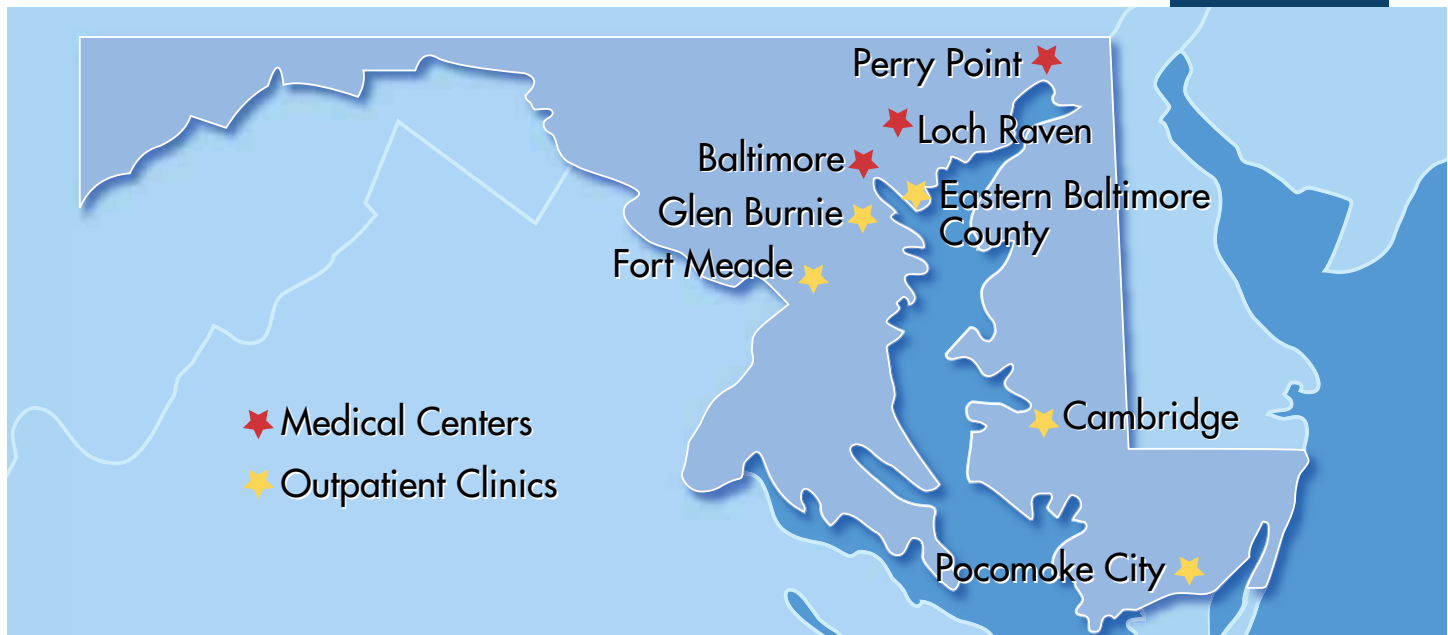 Perry Point
Loch Raven
Baltimore
Eastern Baltimore
County
Glen Burnie
Fort Meade
Medical Centers
Cambridge
Outpatient Clinics
Pocomoke City